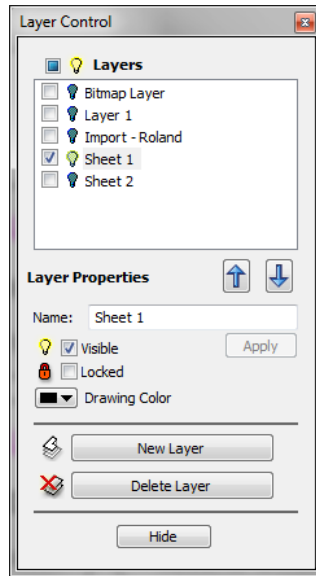 Layer Control
Layers
Bitmap Layer
Layer 1
Import - Roland
Sheet 1
Sheet 2
Layer Properties
Name: Sheet 1
Visible Apply
Locked
Drawing Color
New Layer
Delete Layer
Hide